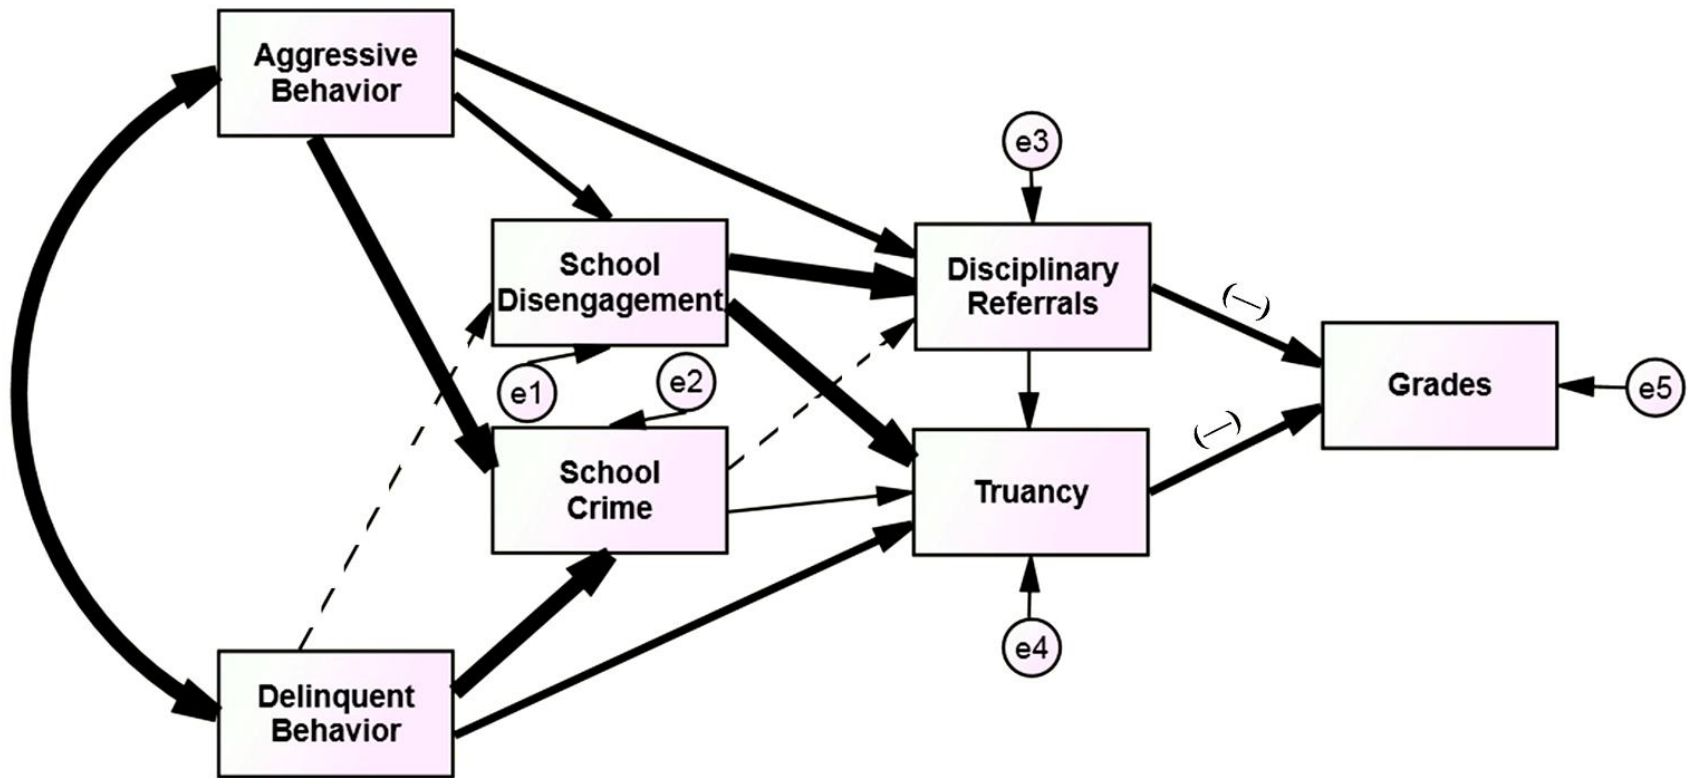 Aggressive
Behavior
e3
School
Disengagement
Disciplinary
Referrals
(—)
Grades
e5
e1
e2
(—)
School
Crime
Truancy
e4
Delinquent
Behavior